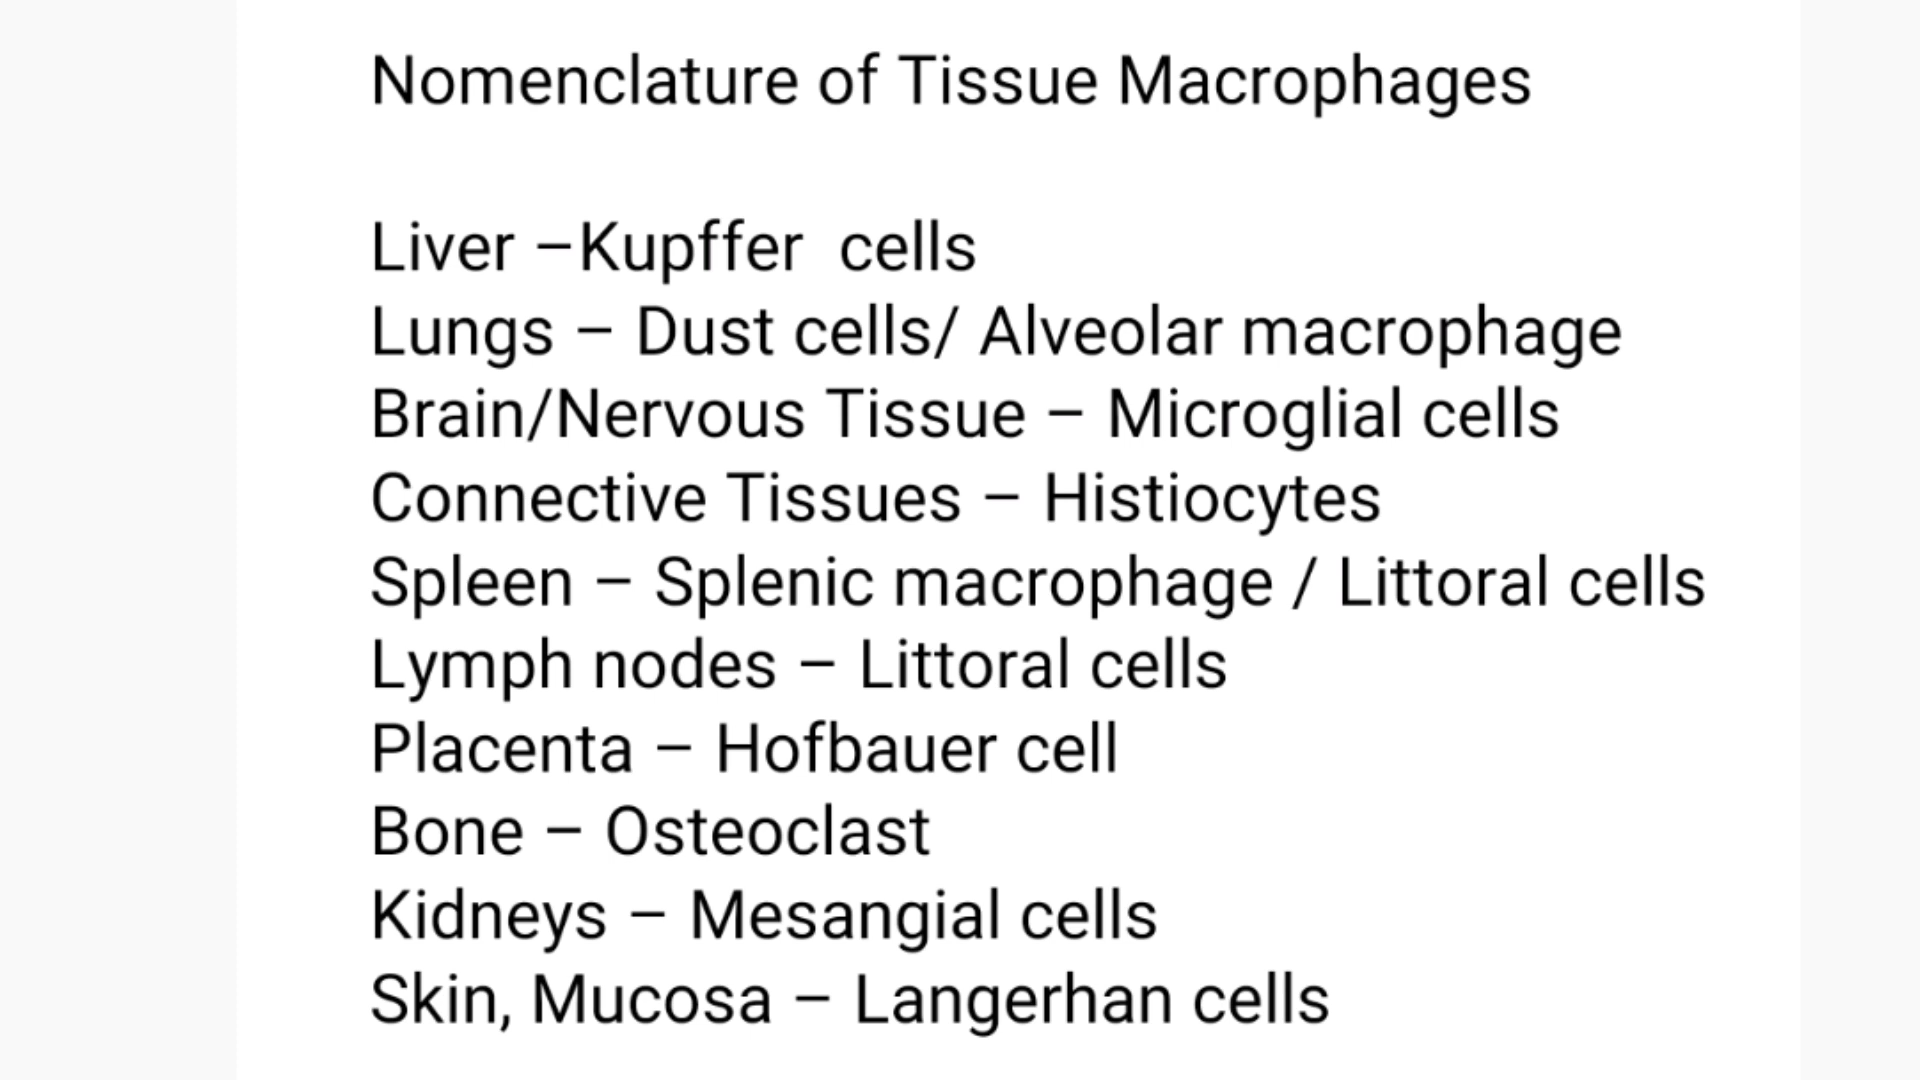 Nomenclature of Tissue Macrophages
Liver –Kupffer  cells
Lungs – Dust cells/ Alveolar macrophage
Brain/Nervous Tissue – Microglial cells
Connective Tissues – Histiocytes
Spleen – Splenic macrophage / Littoral cells
Lymph nodes – Littoral cells
Placenta – Hofbauer cell
Bone – Osteoclast
Kidneys – Mesangial cells
Skin, Mucosa – Langerhan cells